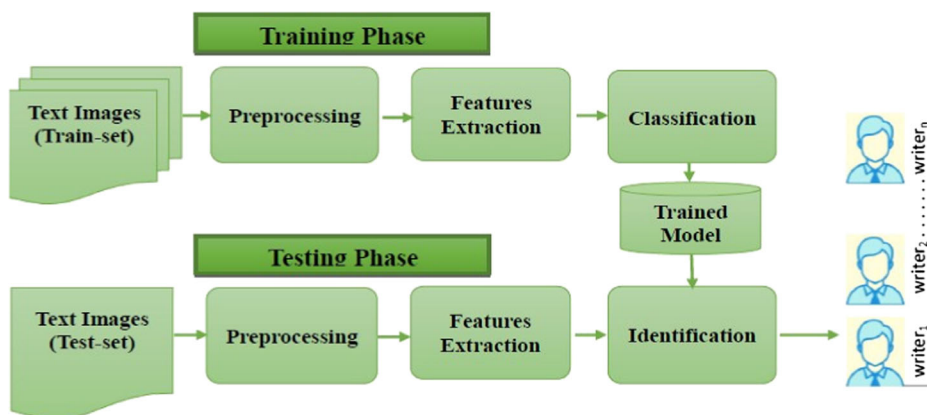 Training Phase
Text Images
(Train-set)
Preprocessing
Features
Extraction
Classification
Trained
Model
Testing Phase
Text Images
(Test-set)
Preprocessing
Features
Extraction
Identification
writer₁
writer₂ . . . . . . . writerₙ